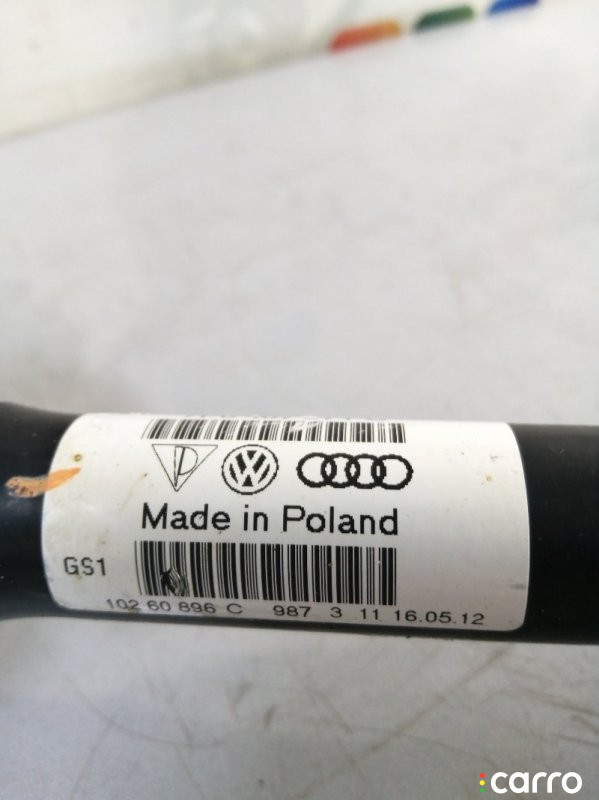 Made in Poland
GS1
102 60 896 C 987 3 11 16.05.12
carro